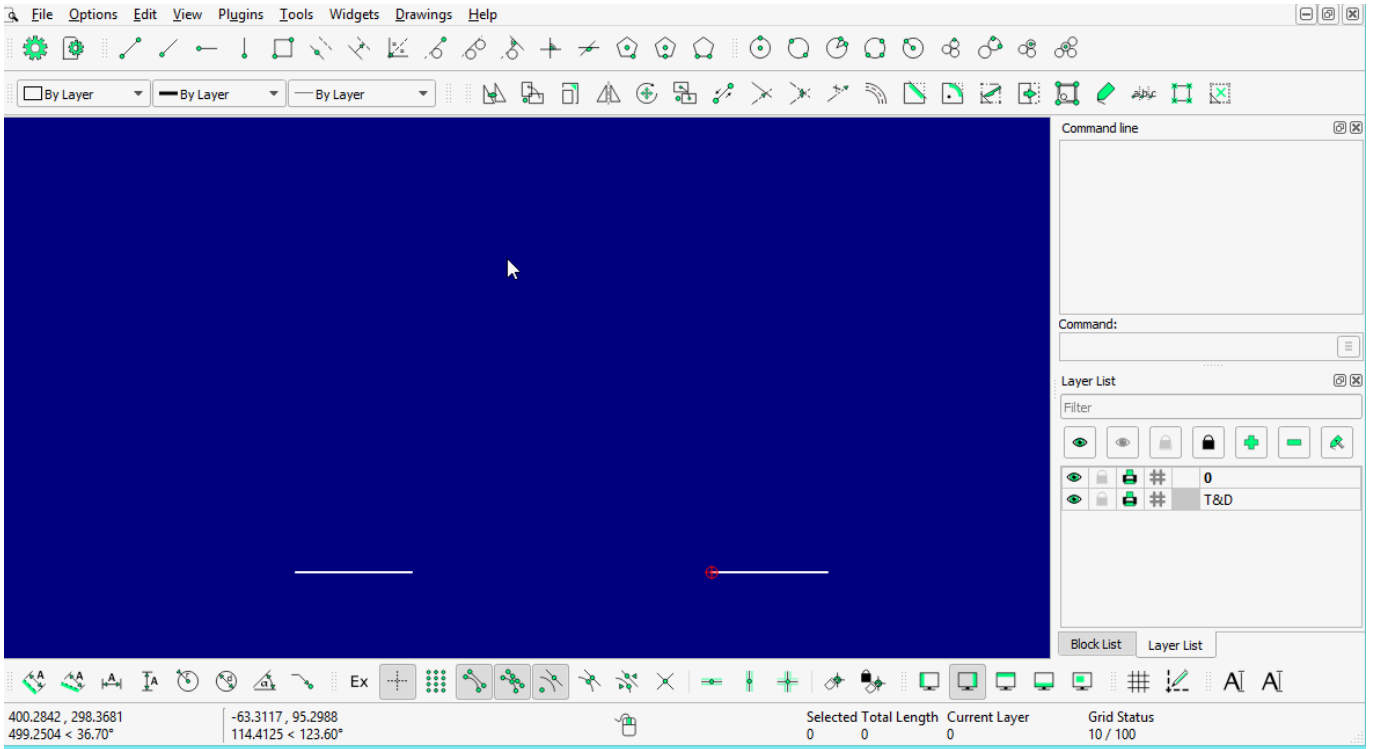 File Options Edit View Plugins Tools Widgets Drawings Help
By Layer By Layer By Layer
Command line
Command:
Layer List
Filter
0
T&D
Block List Layer List
Ex
400.2842 , 298.3681 -63.3117 , 95.2988 Selected Total Length Current Layer Grid Status
499.2504 < 36.70° 114.4125 < 123.60° 0 0 0 10 / 100